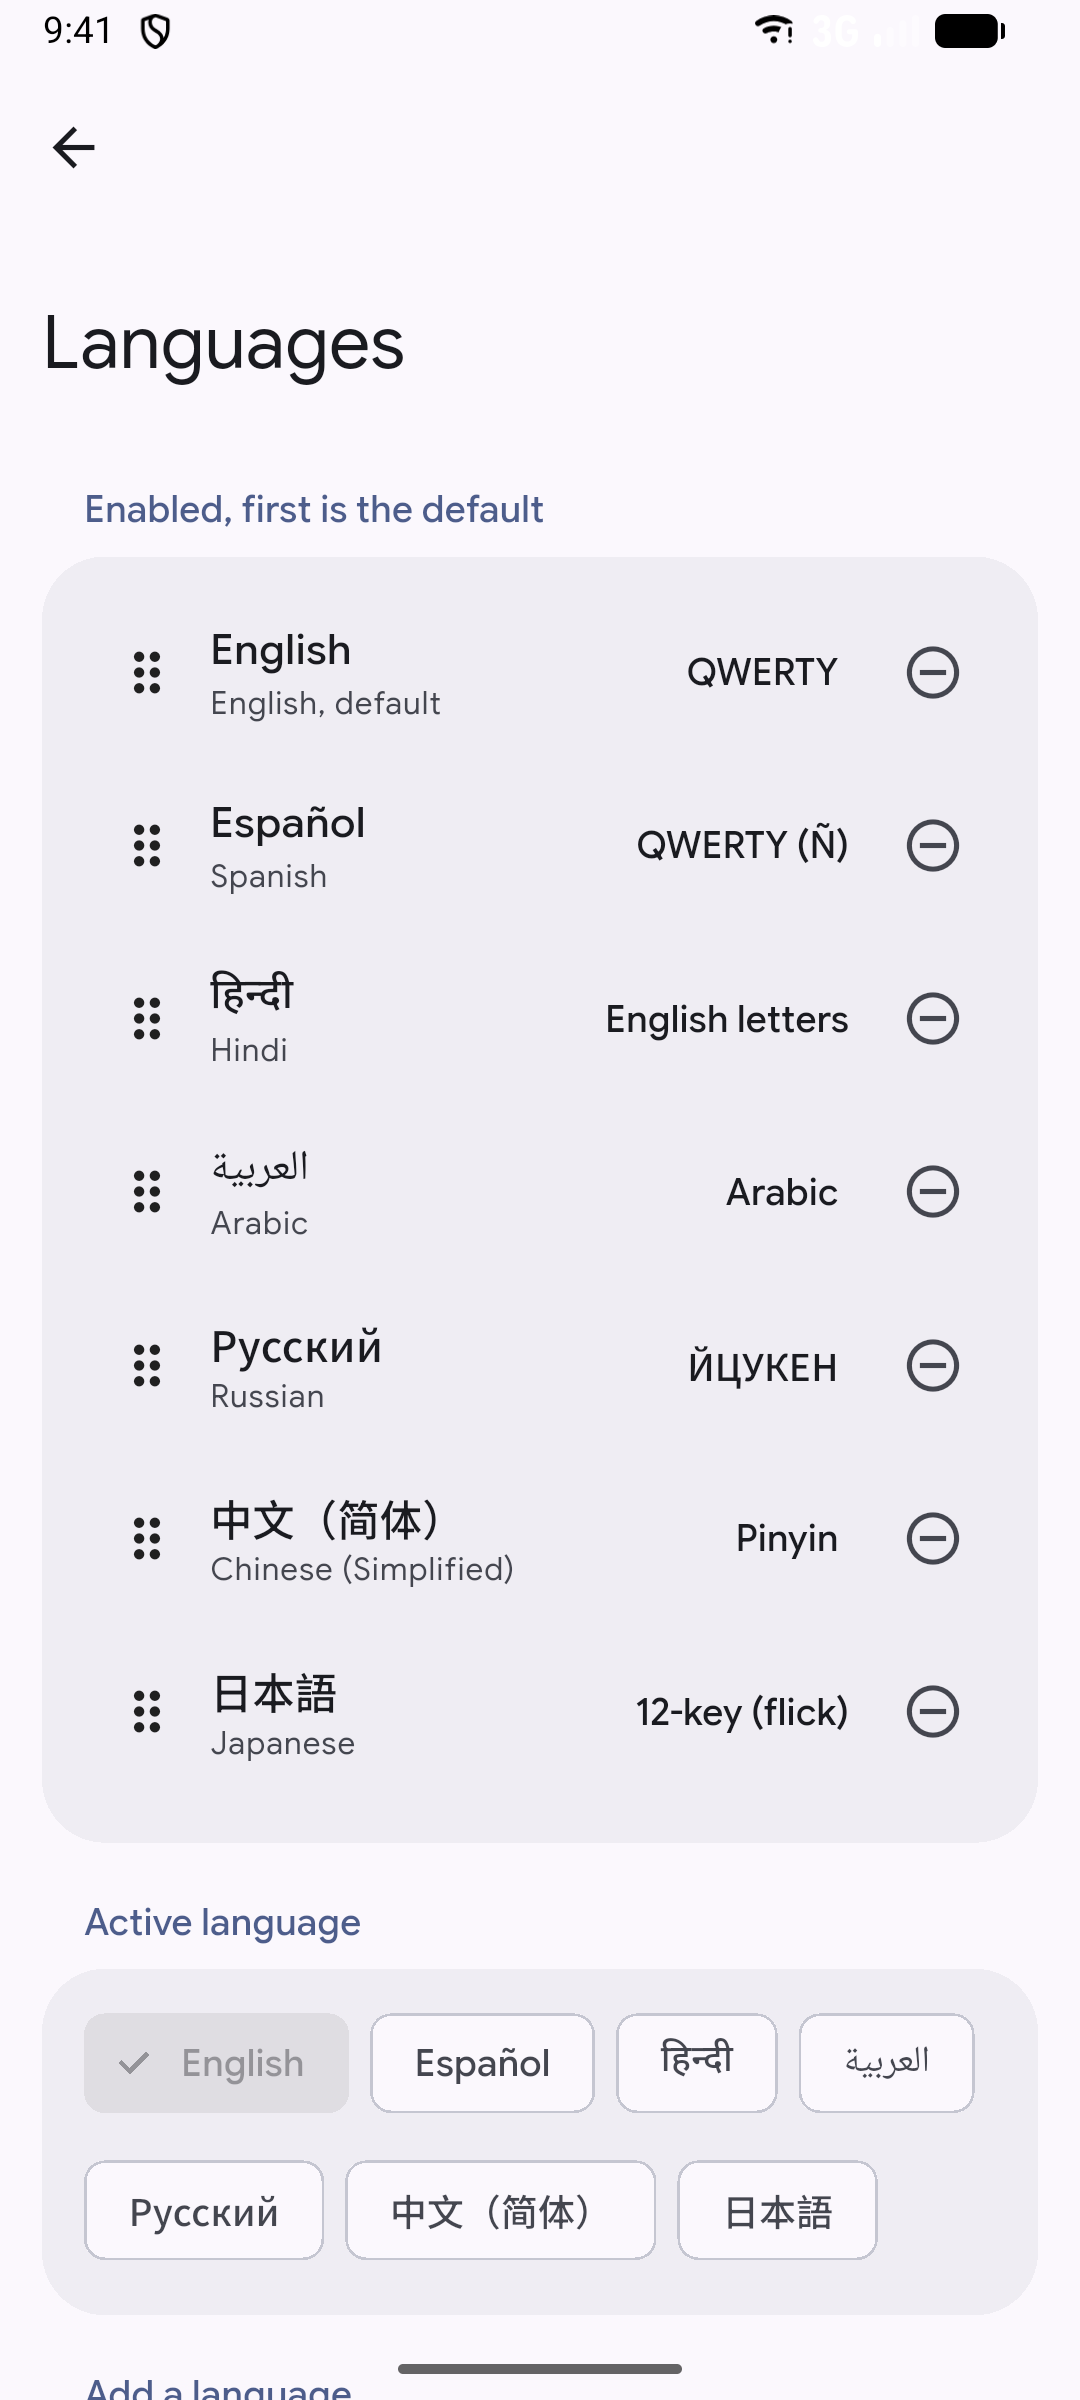 9:41
3G
Languages
Enabled, first is the default
English
English, default
QWERTY
Español
Spanish
QWERTY (Ñ)
हिन्दी
Hindi
English letters
العربية
Arabic
Arabic
Русский
Russian
ЙЦУКЕН
中文（简体）
Chinese (Simplified)
Pinyin
日本語
Japanese
12-key (flick)
Active language
English
Español
हिन्दी
العربية
Русский
中文（简体）
日本語
Add a language